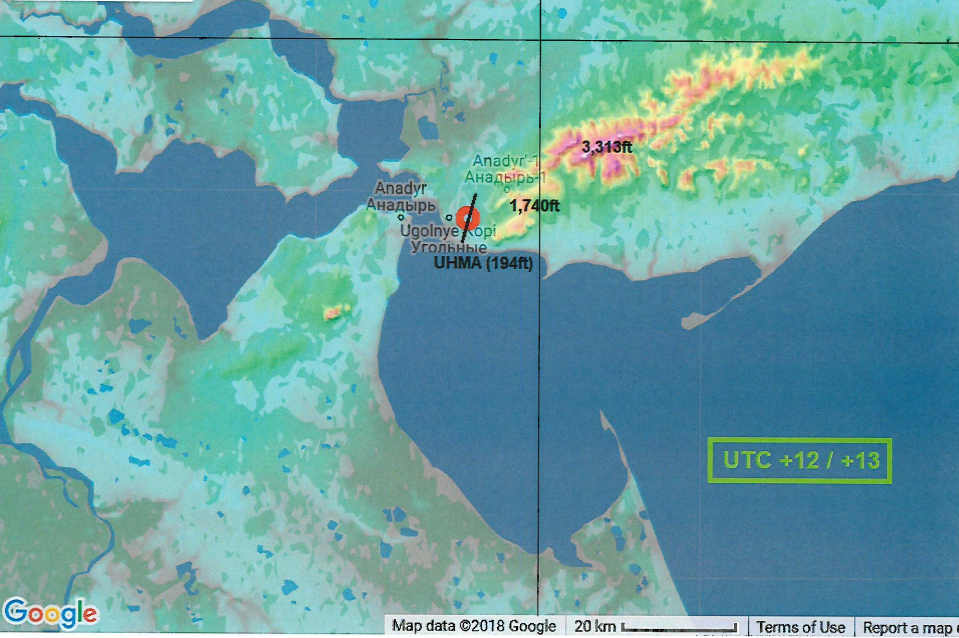 3,313ft
Anadyr'-1
Анадырь-1
Anadyr
Анадырь
1,740ft
Ugolnye Kopi
Угольные
UHMA (194ft)
UTC +12 / +13
Google
Map data ©2018 Google
20 km
Terms of Use
Report a map